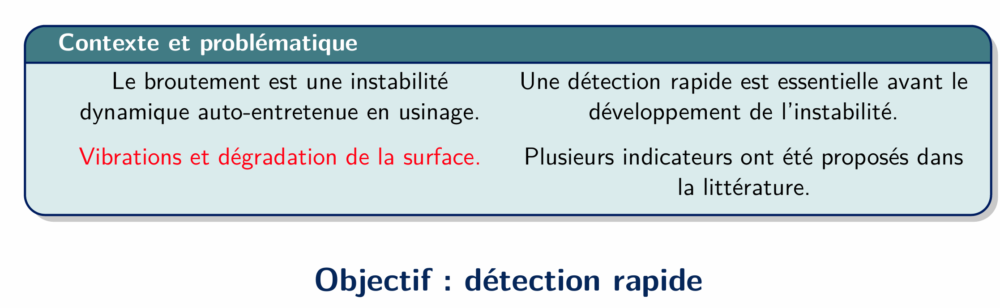 Contexte et problématique
Le broutement est une instabilité
dynamique auto-entretenue en usinage.
Vibrations et dégradation de la surface.
Une détection rapide est essentielle avant le
développement de l'instabilité.
Plusieurs indicateurs ont été proposés dans
la littérature.
Objectif : détection rapide